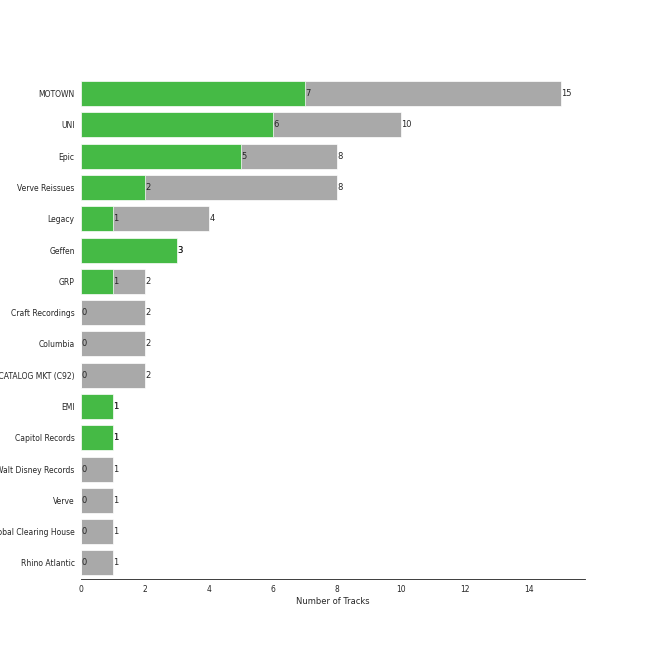 MOTOWN 7 15
UNI 6 10
Epic 5 8
Verve Reissues 2 8
Legacy 1 4
Geffen 3
GRP 1 2
Craft Recordings 0 2
Columbia 0 2
CATALOG MKT (C92) 0 2
EMI 1
Capitol Records 1
Walt Disney Records 0 1
Verve 0 1
obal Clearing House 0 1
Rhino Atlantic 0 1
0 2 4 6 8 10 12 14
Number of Tracks